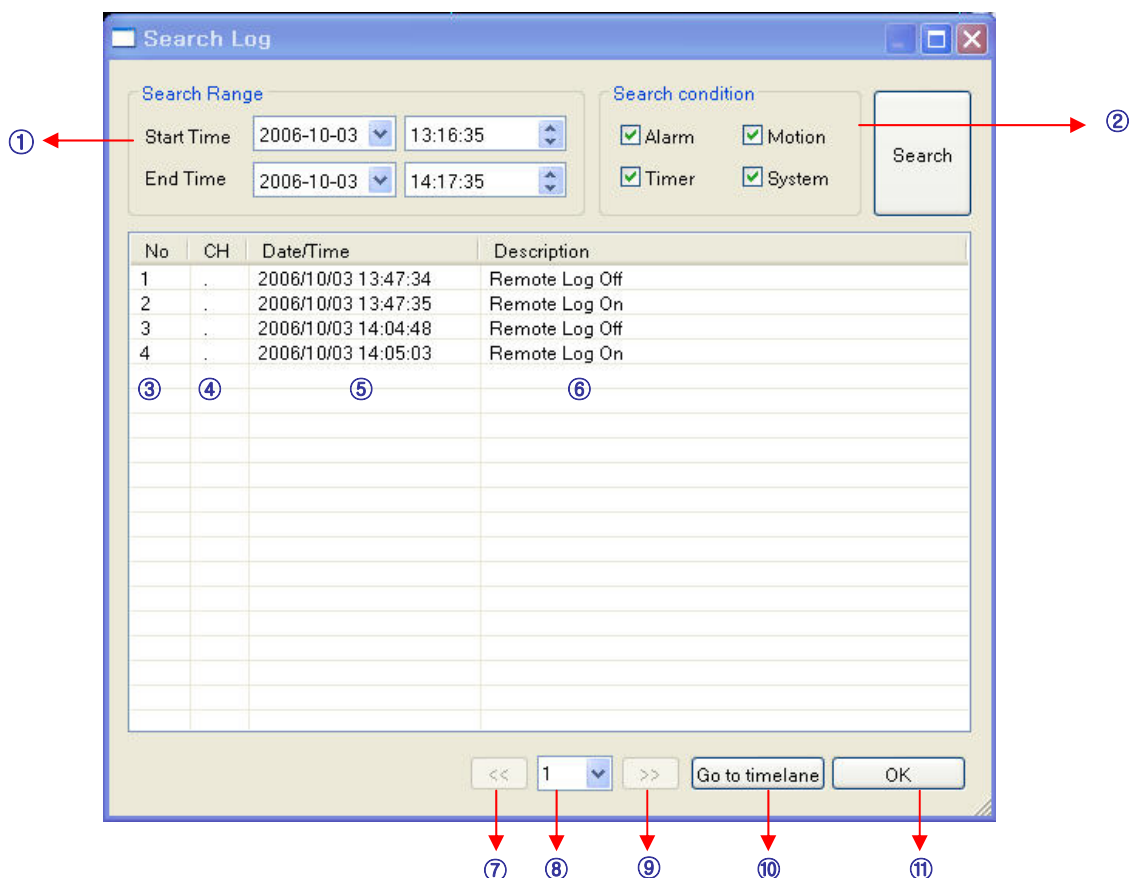 Search Log
Search Range
Search condition
① Start Time 2006-10-03 13:16:35
Alarm Motion ②
Search
End Time 2006-10-03 14:17:35
Timer System
No CH Date/Time Description
1 . 2006/10/03 13:47:34 Remote Log Off
2 . 2006/10/03 13:47:35 Remote Log On
3 . 2006/10/03 14:04:48 Remote Log Off
4 . 2006/10/03 14:05:03 Remote Log On
③ ④ ⑤ ⑥
<< 1 >> Go to timelane OK
⑦ ⑧ ⑨ ⑩ ⑪